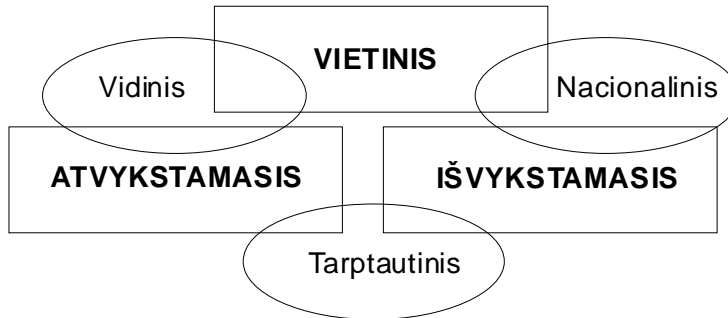 VIETINIS
Vidinis
Nacionalinis
ATVYKSTAMASIS
IŠVYKSTAMASIS
Tarptautinis